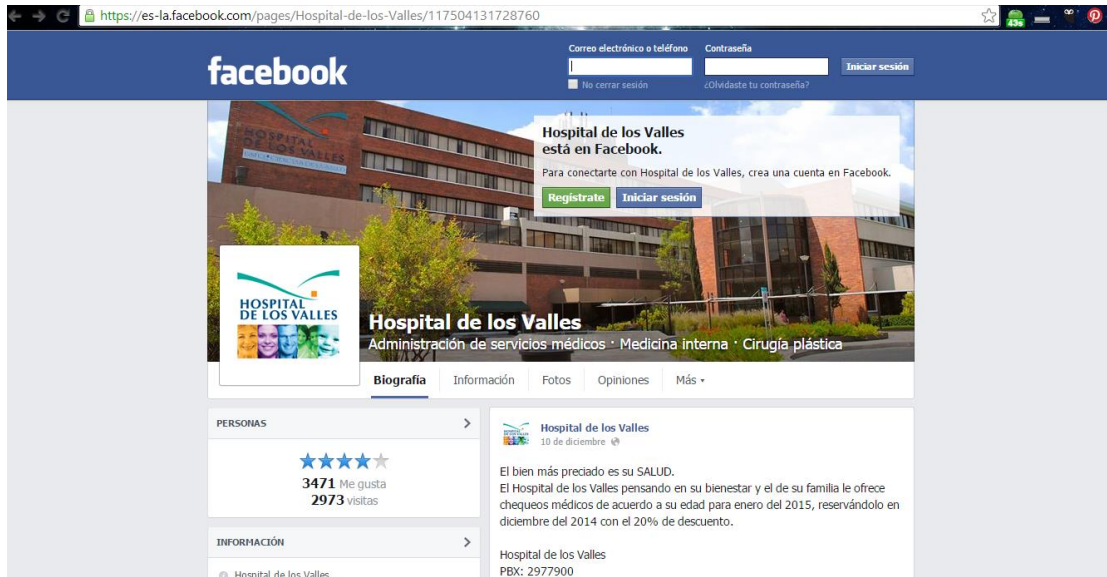 https://es-la.facebook.com/pages/Hospital-de-los-Valles/117504131728760
43s
facebook
Correo electrónico o teléfono
Contraseña
Iniciar sesión
No cerrar sesión
¿Olvidaste tu contraseña?
HOSPITAL
DE LOS VALLES
Hospital de los Valles
está en Facebook.
Para conectarte con Hospital de los Valles, crea una cuenta en Facebook.
Regístrate
Iniciar sesión
HOSPITAL
DE LOS VALLES
Hospital de los Valles
Administración de servicios médicos · Medicina interna · Cirugía plástica
Biografía
Información
Fotos
Opiniones
Más
PERSONAS
3471 Me gusta
2973 visitas
INFORMACIÓN
Hospital de los Valles
Hospital de los Valles
10 de diciembre
El bien más preciado es su SALUD.
El Hospital de los Valles pensando en su bienestar y el de su familia le ofrece
chequeos médicos de acuerdo a su edad para enero del 2015, reservándolo en
diciembre del 2014 con el 20% de descuento.
Hospital de los Valles
PBX: 2977900